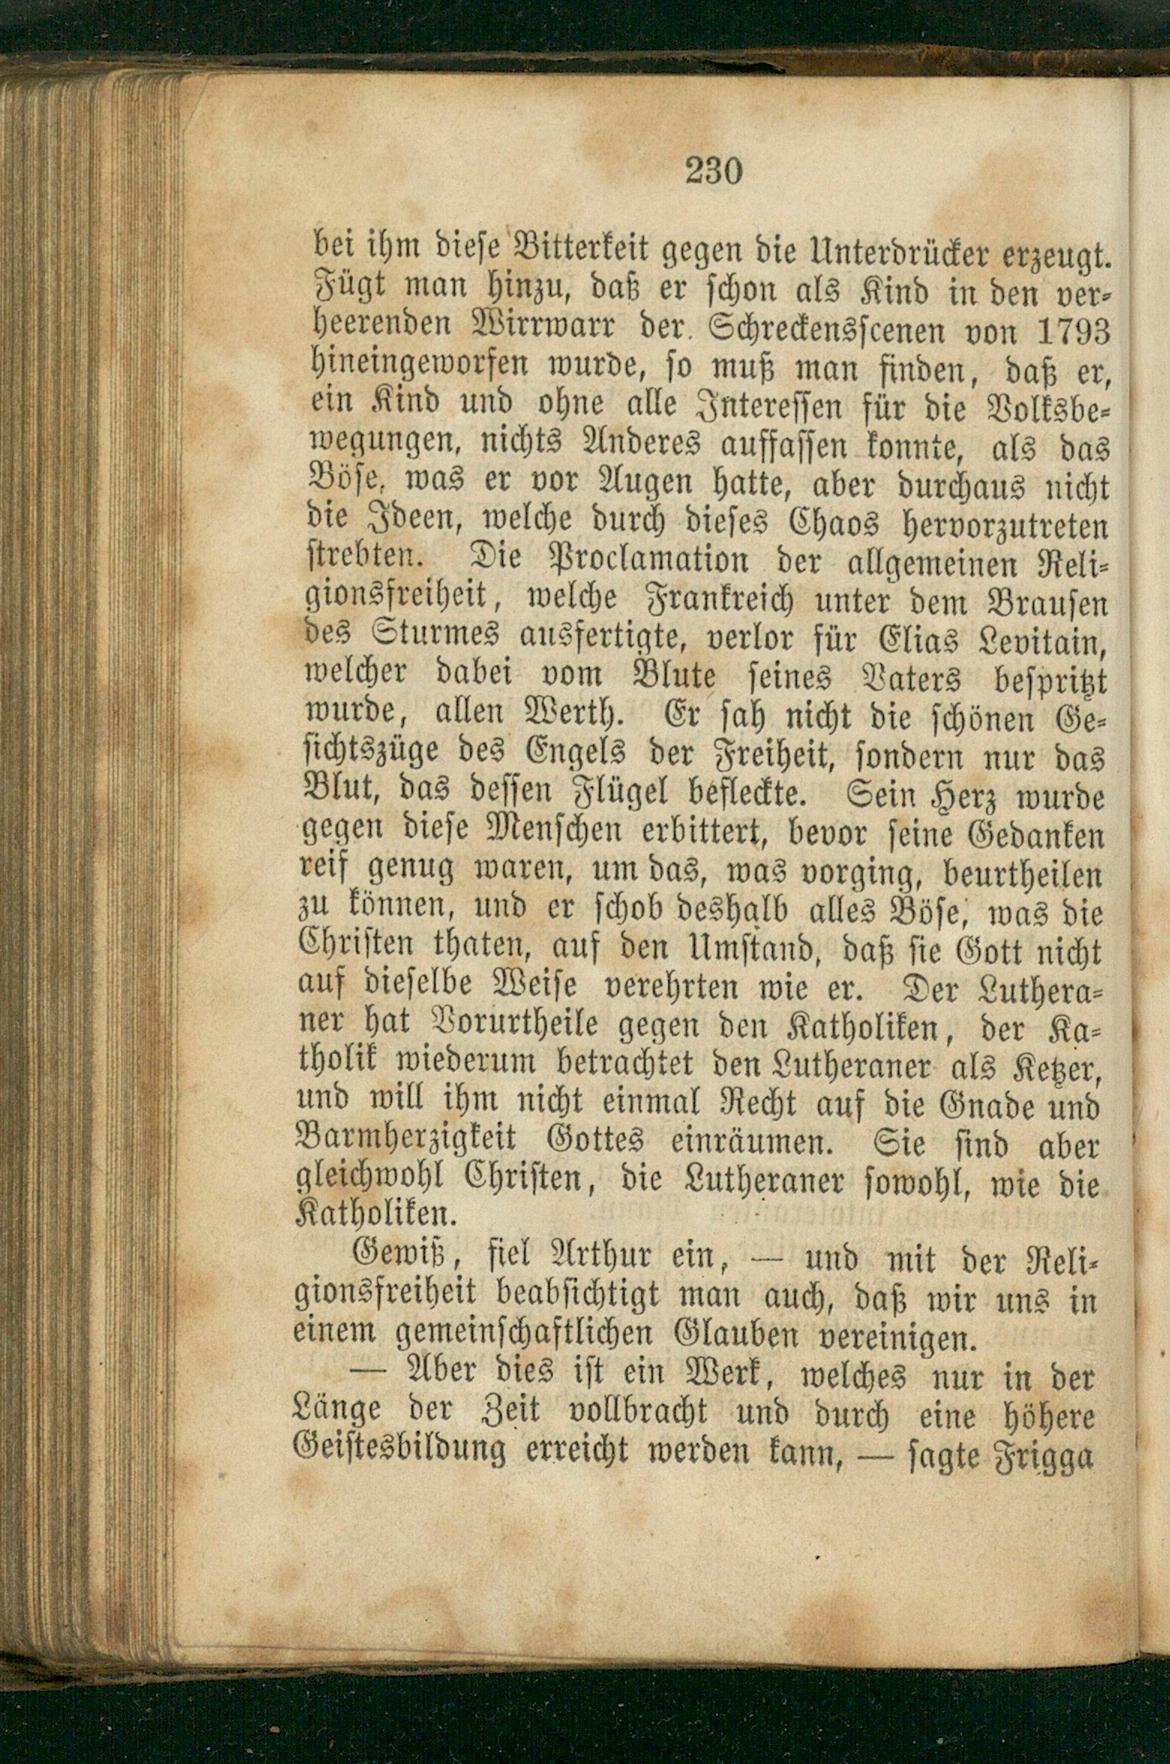 230
bei ihm diese Bitterkeit gegen die Unterdrücker erzeugt.
Fügt man hinzu, daß er schon als Kind in den ver-
heerenden Wirrwarr der Schreckensscenen von 1793
hineingeworfen wurde, so muß man finden, daß er,
ein Kind und ohne alle Interessen für die Volksbe-
wegungen, nichts Anderes auffassen konnte, als das
Böse, was er vor Augen hatte, aber durchaus nicht
die Ideen, welche durch dieses Chaos hervorzutreten
strebten. Die Proclamation der allgemeinen Reli-
gionsfreiheit, welche Frankreich unter dem Brausen
des Sturmes ausfertigte, verlor für Elias Levitain,
welcher dabei vom Blute seines Vaters bespritzt
wurde, allen Werth. Er sah nicht die schönen Ge-
sichtszüge des Engels der Freiheit, sondern nur das
Blut, das dessen Flügel befleckte. Sein Herz wurde
gegen diese Menschen erbittert, bevor seine Gedanken
reif genug waren, um das, was vorging, beurtheilen
zu können, und er schob deshalb alles Böse, was die
Christen thaten, auf den Umstand, daß sie Gott nicht
auf dieselbe Weise verehrten wie er. Der Luthera-
ner hat Vorurtheile gegen den Katholiken, der Ka-
tholik wiederum betrachtet den Lutheraner als Ketzer,
und will ihm nicht einmal Recht auf die Gnade und
Barmherzigkeit Gottes einräumen. Sie sind aber
gleichwohl Christen, die Lutheraner sowohl, wie die
Katholiken.
Gewiß, fiel Arthur ein, — und mit der Reli-
gionsfreiheit beabsichtigt man auch, daß wir uns in
einem gemeinschaftlichen Glauben vereinigen.
— Aber dies ist ein Werk, welches nur in der
Länge der Zeit vollbracht und durch eine höhere
Geistesbildung erreicht werden kann, — sagte Frigga